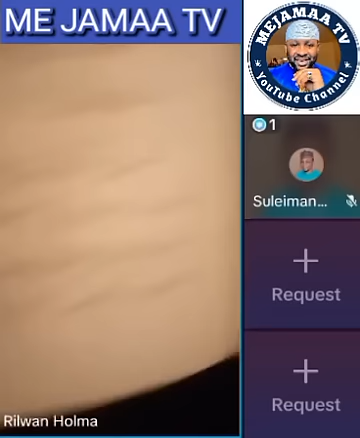 ME JAMAA TV
MEJAMAA TV
YouTube Channel
1
Suleiman...
Request
Request
Rilwan Holma